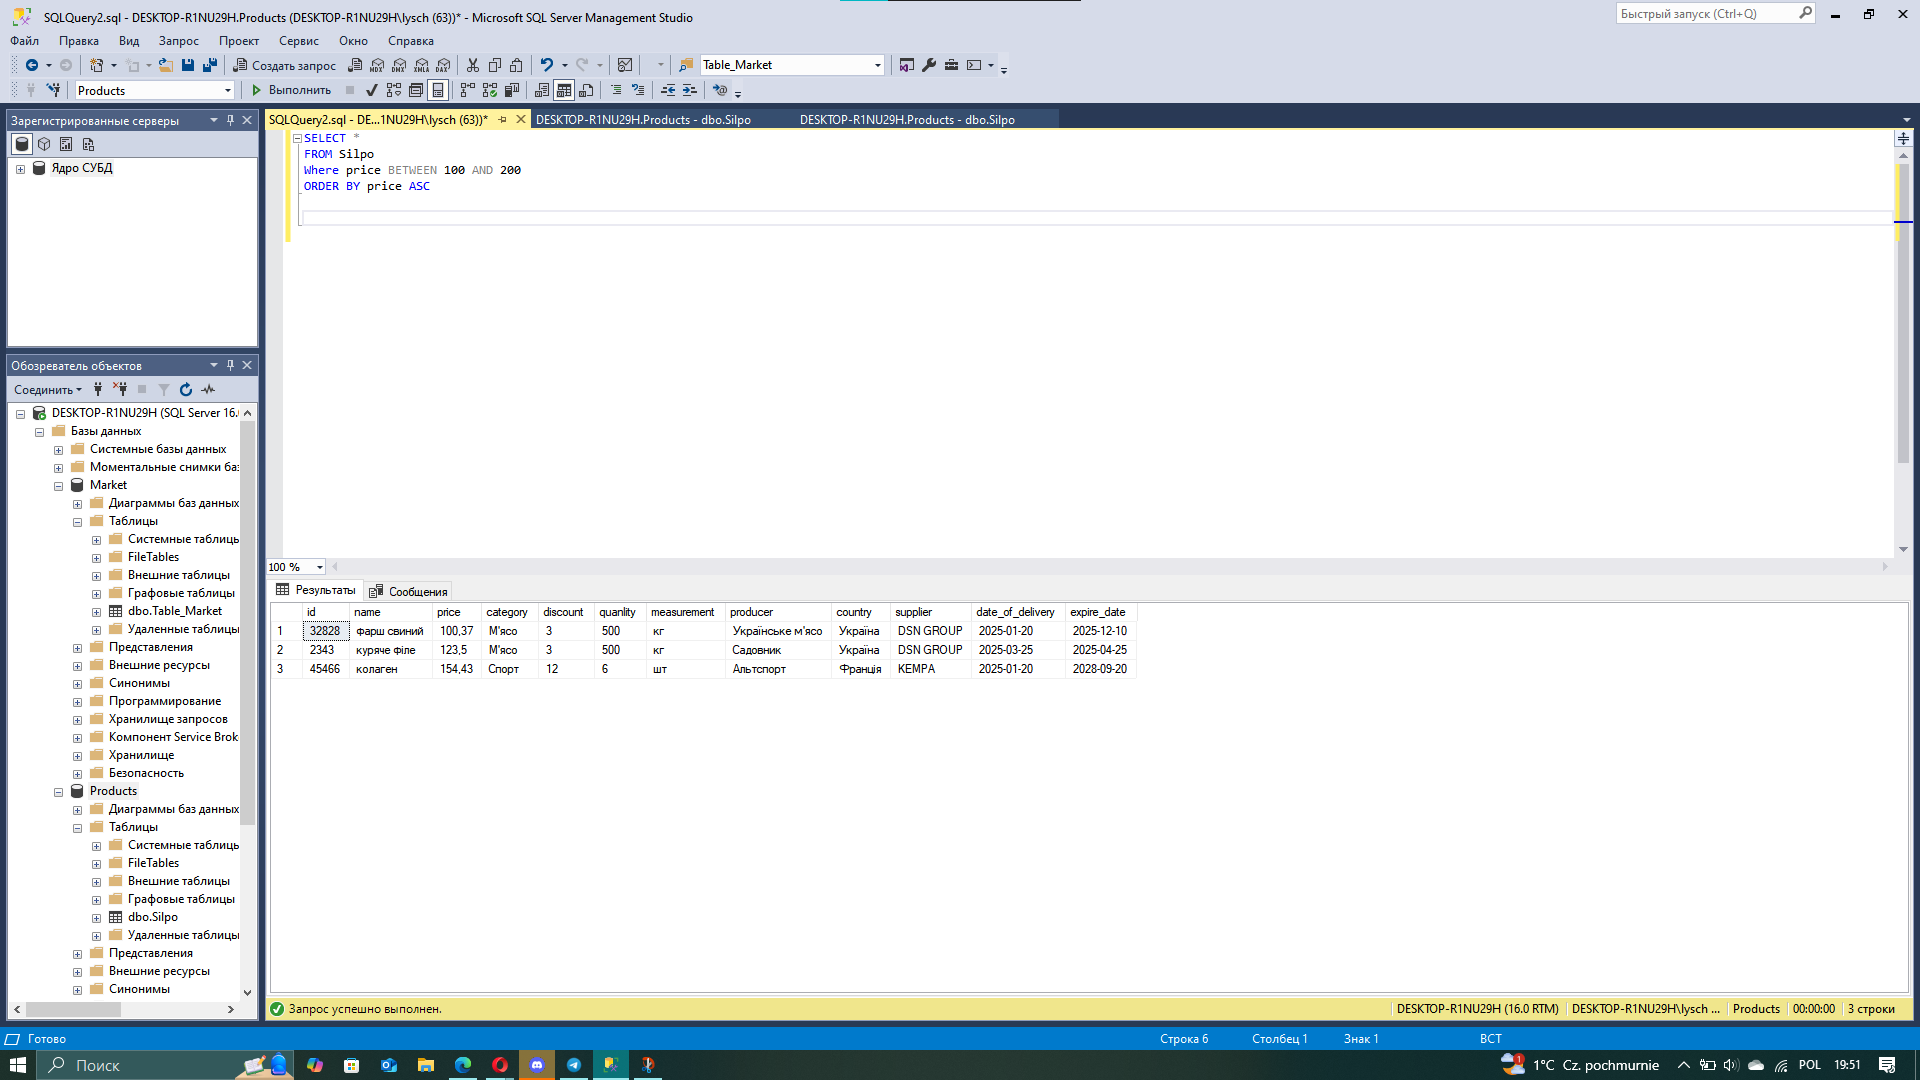 SQLQuery2.sql - DESKTOP-R1NU29H.Products (DESKTOP-R1NU29H\lysch (63))* - Microsoft SQL Server Management Studio
Быстрый запуск (Ctrl+Q)
Файл Правка Вид Запрос Проект Сервис Окно Справка
Создать запрос MDX DMX XMLA DAX Table_Market
Products Выполнить
Зарегистрированные серверы
SQLQuery2.sql - DE...1NU29H\lysch (63))* DESKTOP-R1NU29H.Products - dbo.Silpo DESKTOP-R1NU29H.Products - dbo.Silpo
Ядро СУБД
SELECT *
FROM Silpo
Where price BETWEEN 100 AND 200
ORDER BY price ASC
Обозреватель объектов
Соединить
DESKTOP-R1NU29H (SQL Server 16.
Базы данных
Системные базы данных
Моментальные снимки баз
Market
Диаграммы баз данных
Таблицы
Системные таблицы
FileTables
Внешние таблицы
Графовые таблицы
dbo.Table_Market
Удаленные таблицы
Представления
Внешние ресурсы
Синонимы
Программирование
Хранилище запросов
Компонент Service Brok
Хранилище
Безопасность
Products
Диаграммы баз данных
Таблицы
Системные таблицы
FileTables
Внешние таблицы
Графовые таблицы
dbo.Silpo
Удаленные таблицы
Представления
Внешние ресурсы
Синонимы
100 %
Результаты Сообщения
id name price category discount quanlity measurement producer country supplier date_of_delivery expire_date
1 32828 фарш свиний 100,37 М'ясо 3 500 кг Українське м'ясо Україна DSN GROUP 2025-01-20 2025-12-10
2 2343 куряче філе 123,5 М'ясо 3 500 кг Садовник Україна DSN GROUP 2025-03-25 2025-04-25
3 45466 колаген 154,43 Спорт 12 6 шт Альтспорт Франція KEMPA 2025-01-20 2028-09-20
Запрос успешно выполнен. DESKTOP-R1NU29H (16.0 RTM) DESKTOP-R1NU29H\lysch ... Products 00:00:00 3 строки
Готово Строка 6 Столбец 1 Знак 1 ВСТ
Поиск 1 1°C Cz. pochmurnie POL 19:51